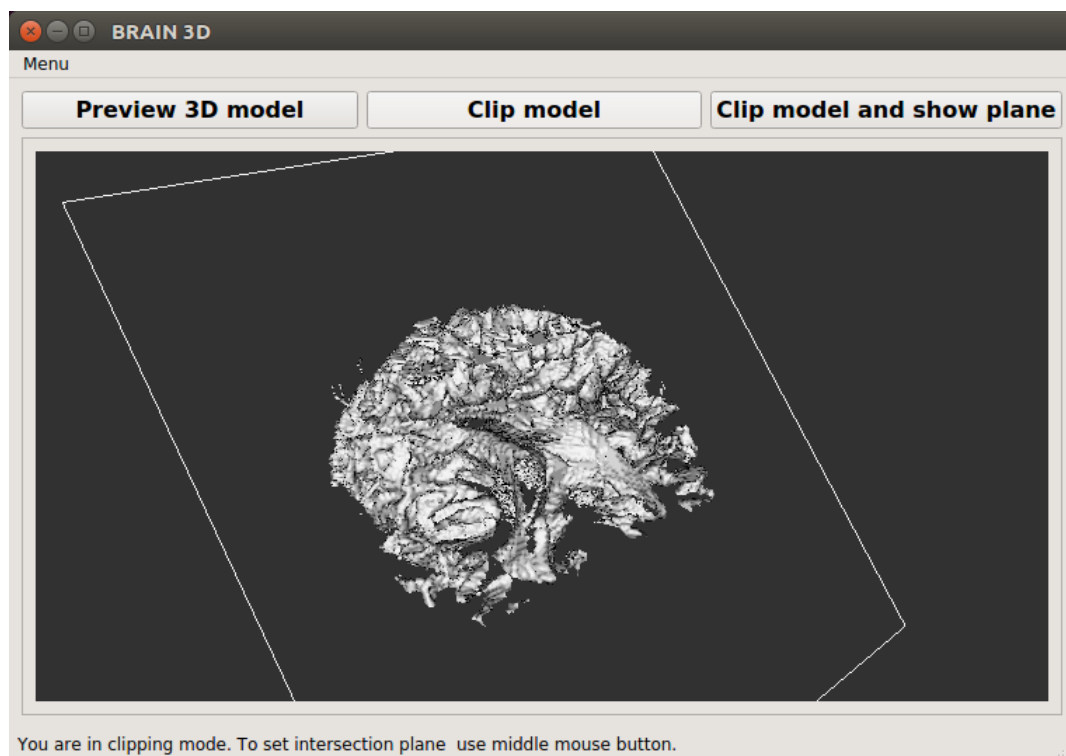 BRAIN 3D
Menu
Preview 3D model Clip model Clip model and show plane
You are in clipping mode. To set intersection plane  use middle mouse button.